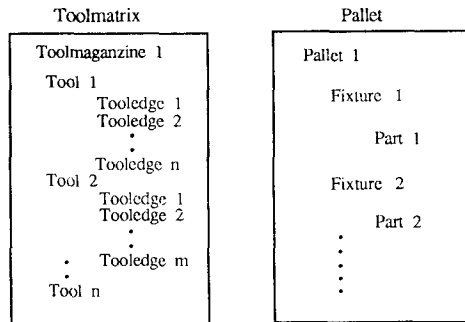 Toolmatrix
Toolmaganzine 1
Tool 1
Tooledge 1
Tooledge 2
Tooledge n
Tool 2
Tooledge 1
Tooledge 2
Tooledge m
Tool n
Pallet
Pallet 1
Fixture 1
Part 1
Fixture 2
Part 2